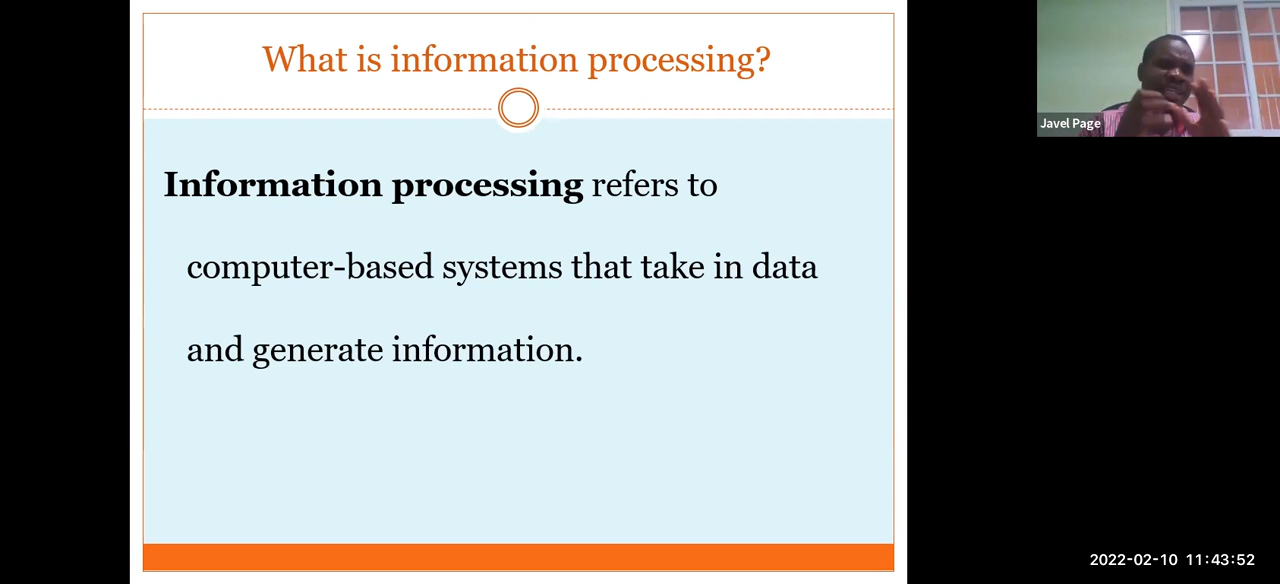 What is information processing?
Information processing refers to
computer-based systems that take in data
and generate information.
Javel Page
2022-02-10 11:43:52